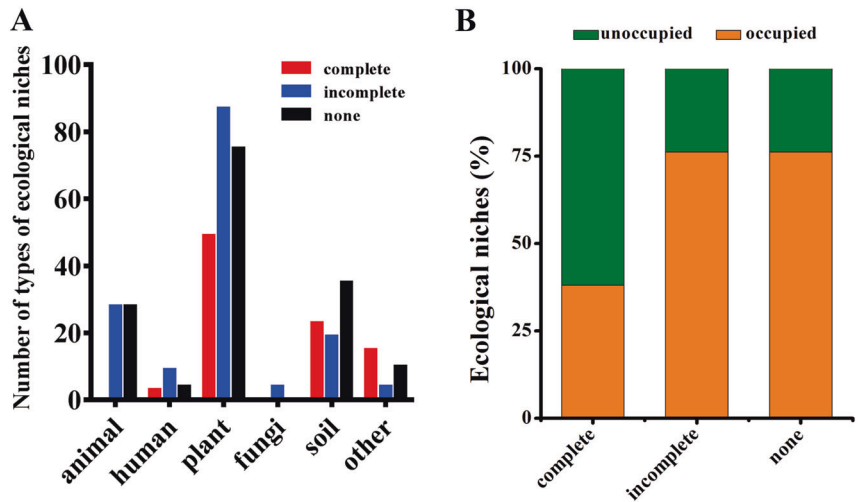 A
Number of types of ecological niches
100
80
60
40
20
0
complete
incomplete
none
animal
human
plant
fungi
soil
other
B
unoccupied
occupied
Ecological niches (%)
100
75
50
25
0
complete
incomplete
none